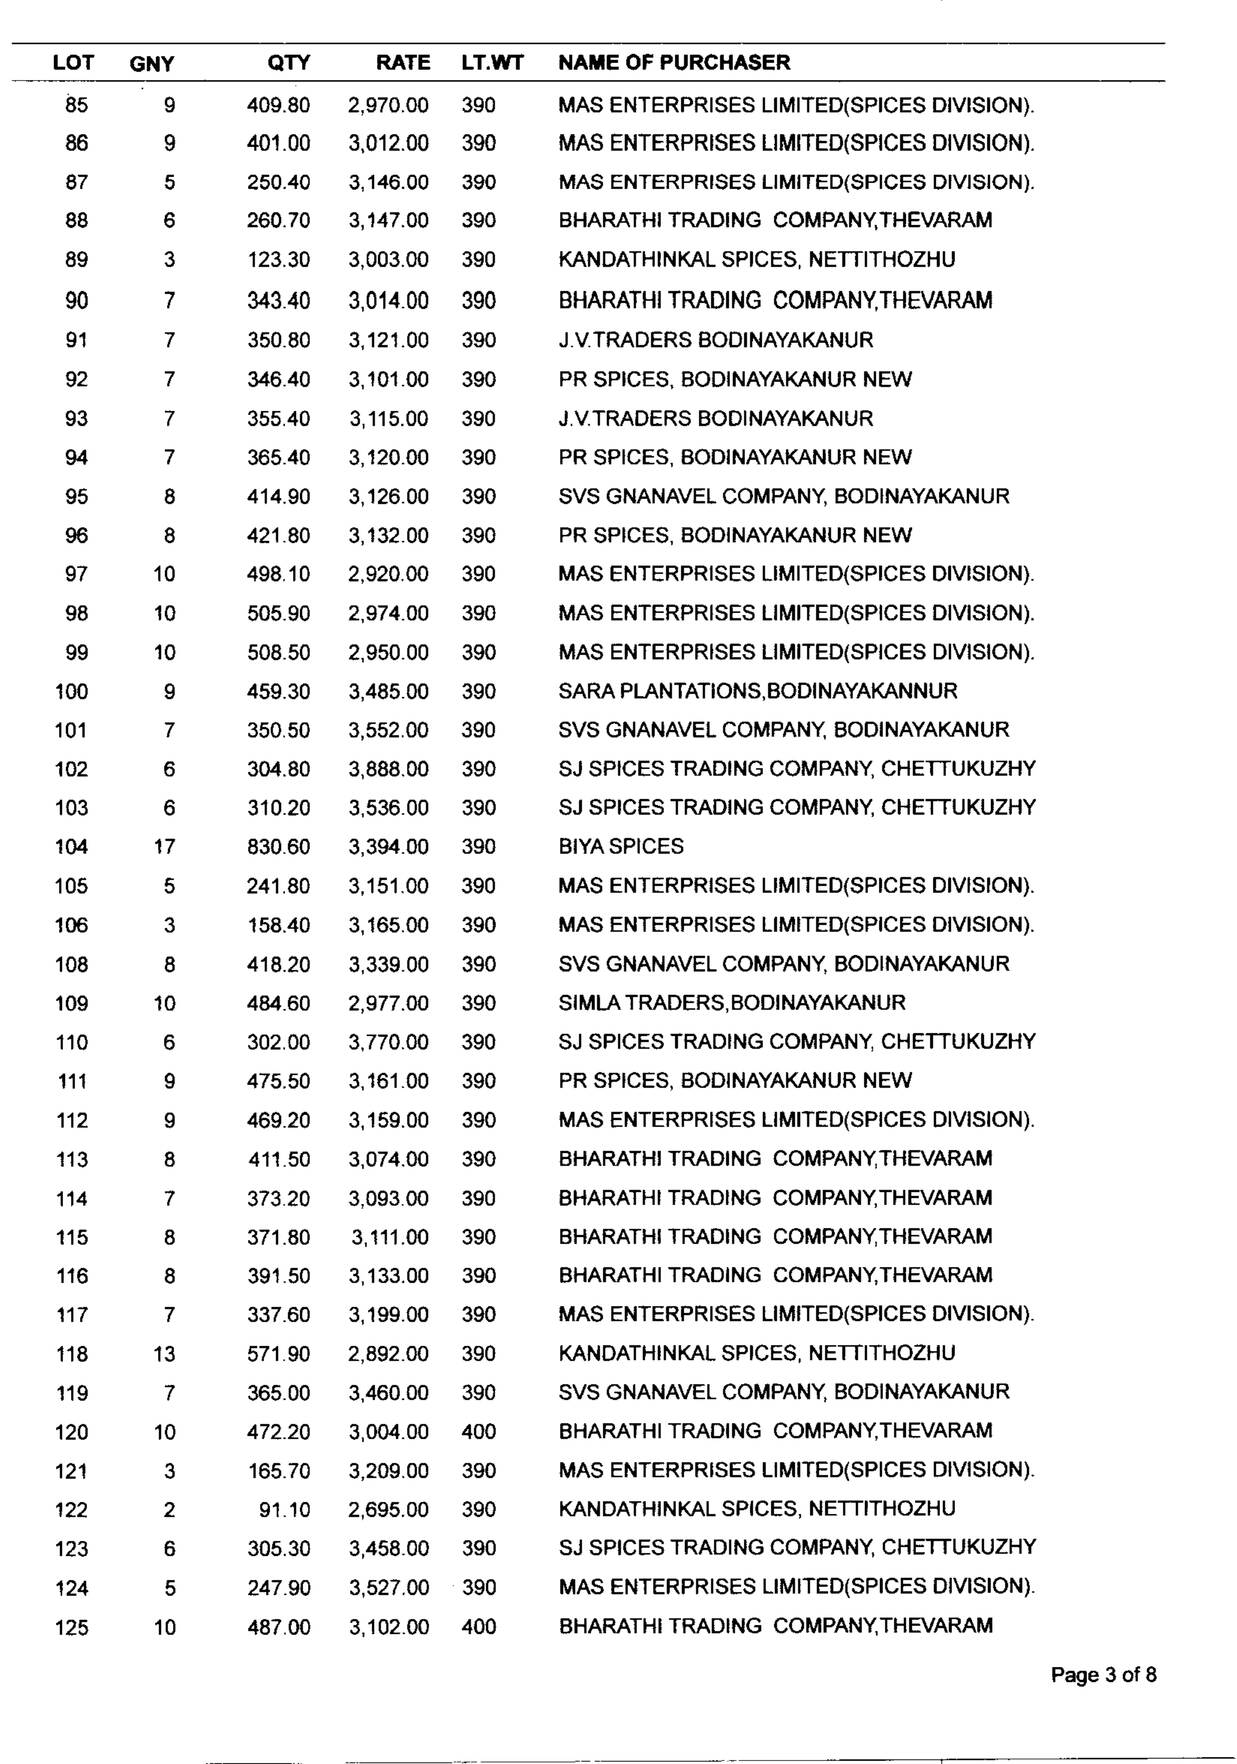 LOT GNY QTY RATE LT.WT NAME OF PURCHASER
85 9 409.80 2,970.00 390 MAS ENTERPRISES LIMITED(SPICES DIVISION).
86 9 401.00 3,012.00 390 MAS ENTERPRISES LIMITED(SPICES DIVISION).
87 5 250.40 3,146.00 390 MAS ENTERPRISES LIMITED(SPICES DIVISION).
88 6 260.70 3,147.00 390 BHARATHI TRADING COMPANY,THEVARAM
89 3 123.30 3,003.00 390 KANDATHINKAL SPICES, NETTITHOZHU
90 7 343.40 3,014.00 390 BHARATHI TRADING COMPANY,THEVARAM
91 7 350.80 3,121.00 390 J.V.TRADERS BODINAYAKANUR
92 7 346.40 3,101.00 390 PR SPICES, BODINAYAKANUR NEW
93 7 355.40 3,115.00 390 J.V.TRADERS BODINAYAKANUR
94 7 365.40 3,120.00 390 PR SPICES, BODINAYAKANUR NEW
95 8 414.90 3,126.00 390 SVS GNANAVEL COMPANY, BODINAYAKANUR
96 8 421.80 3,132.00 390 PR SPICES, BODINAYAKANUR NEW
97 10 498.10 2,920.00 390 MAS ENTERPRISES LIMITED(SPICES DIVISION).
98 10 505.90 2,974.00 390 MAS ENTERPRISES LIMITED(SPICES DIVISION).
99 10 508.50 2,950.00 390 MAS ENTERPRISES LIMITED(SPICES DIVISION).
100 9 459.30 3,485.00 390 SARA PLANTATIONS,BODINAYAKANNUR
101 7 350.50 3,552.00 390 SVS GNANAVEL COMPANY, BODINAYAKANUR
102 6 304.80 3,888.00 390 SJ SPICES TRADING COMPANY, CHETTUKUZHY
103 6 310.20 3,536.00 390 SJ SPICES TRADING COMPANY, CHETTUKUZHY
104 17 830.60 3,394.00 390 BIYA SPICES
105 5 241.80 3,151.00 390 MAS ENTERPRISES LIMITED(SPICES DIVISION).
106 3 158.40 3,165.00 390 MAS ENTERPRISES LIMITED(SPICES DIVISION).
108 8 418.20 3,339.00 390 SVS GNANAVEL COMPANY, BODINAYAKANUR
109 10 484.60 2,977.00 390 SIMLA TRADERS,BODINAYAKANUR
110 6 302.00 3,770.00 390 SJ SPICES TRADING COMPANY, CHETTUKUZHY
111 9 475.50 3,161.00 390 PR SPICES, BODINAYAKANUR NEW
112 9 469.20 3,159.00 390 MAS ENTERPRISES LIMITED(SPICES DIVISION).
113 8 411.50 3,074.00 390 BHARATHI TRADING COMPANY,THEVARAM
114 7 373.20 3,093.00 390 BHARATHI TRADING COMPANY,THEVARAM
115 8 371.80 3,111.00 390 BHARATHI TRADING COMPANY,THEVARAM
116 8 391.50 3,133.00 390 BHARATHI TRADING COMPANY,THEVARAM
117 7 337.60 3,199.00 390 MAS ENTERPRISES LIMITED(SPICES DIVISION).
118 13 571.90 2,892.00 390 KANDATHINKAL SPICES, NETTITHOZHU
119 7 365.00 3,460.00 390 SVS GNANAVEL COMPANY, BODINAYAKANUR
120 10 472.20 3,004.00 400 BHARATHI TRADING COMPANY,THEVARAM
121 3 165.70 3,209.00 390 MAS ENTERPRISES LIMITED(SPICES DIVISION).
122 2 91.10 2,695.00 390 KANDATHINKAL SPICES, NETTITHOZHU
123 6 305.30 3,458.00 390 SJ SPICES TRADING COMPANY, CHETTUKUZHY
124 5 247.90 3,527.00 390 MAS ENTERPRISES LIMITED(SPICES DIVISION).
125 10 487.00 3,102.00 400 BHARATHI TRADING COMPANY,THEVARAM
Page 3 of 8